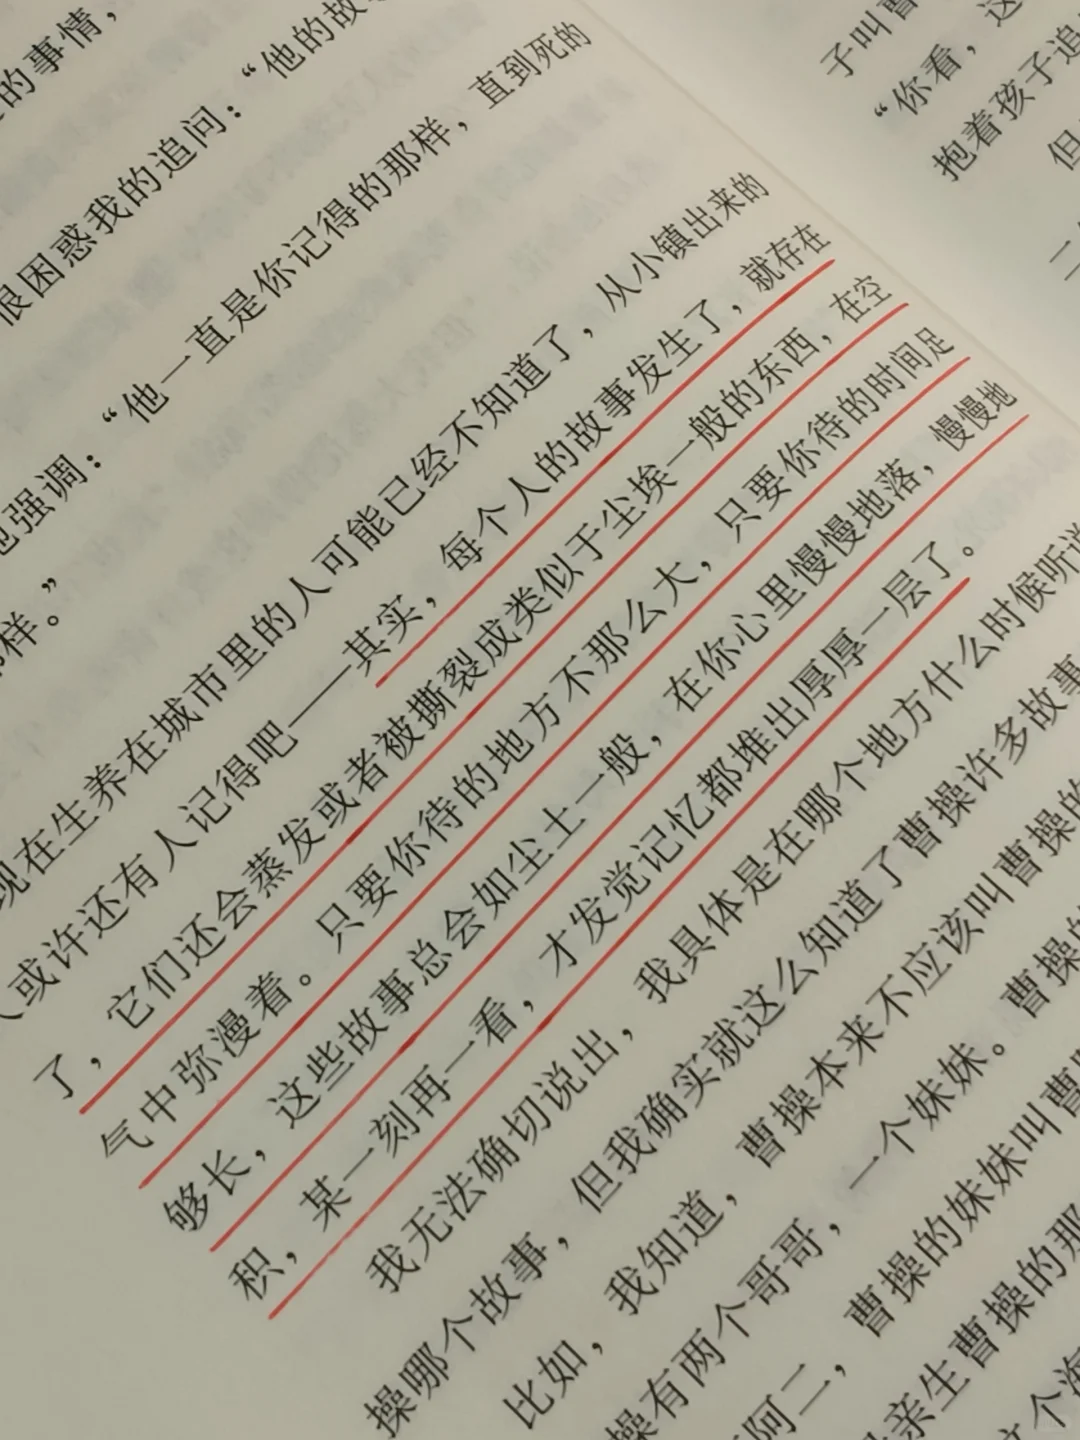 的事情，
很困惑我的追问：“他的故事
强调：“他一直是你记得的那样，直到死的
样。”
现在生养在城市里的人可能已经不知道了，从小镇出来的
人或许还有人记得吧——其实，每个人的故事发生了，就存在
了，它们还会蒸发或者被撕裂成类似于尘埃一般的东西，在空
气中弥漫着。只要你待的地方不那么大，只要你待的时间足
够长，这些故事总会如尘土一般，在你心里慢慢地落，慢慢地
积，某一刻再一看，才发觉记忆都堆出厚厚一层了。
我无法确切说出，我具体是在哪个地方什么时候听说
操哪个故事，但我确实就这么知道了曹操许多故事
比如，我知道，曹操本来不应该叫曹操的
操有两个哥哥，一个妹妹。曹操的
阿二，曹操的妹妹叫曹
亲生曹操的那
个海
子叫曹
“你看，这
抱着孩子追
但
二